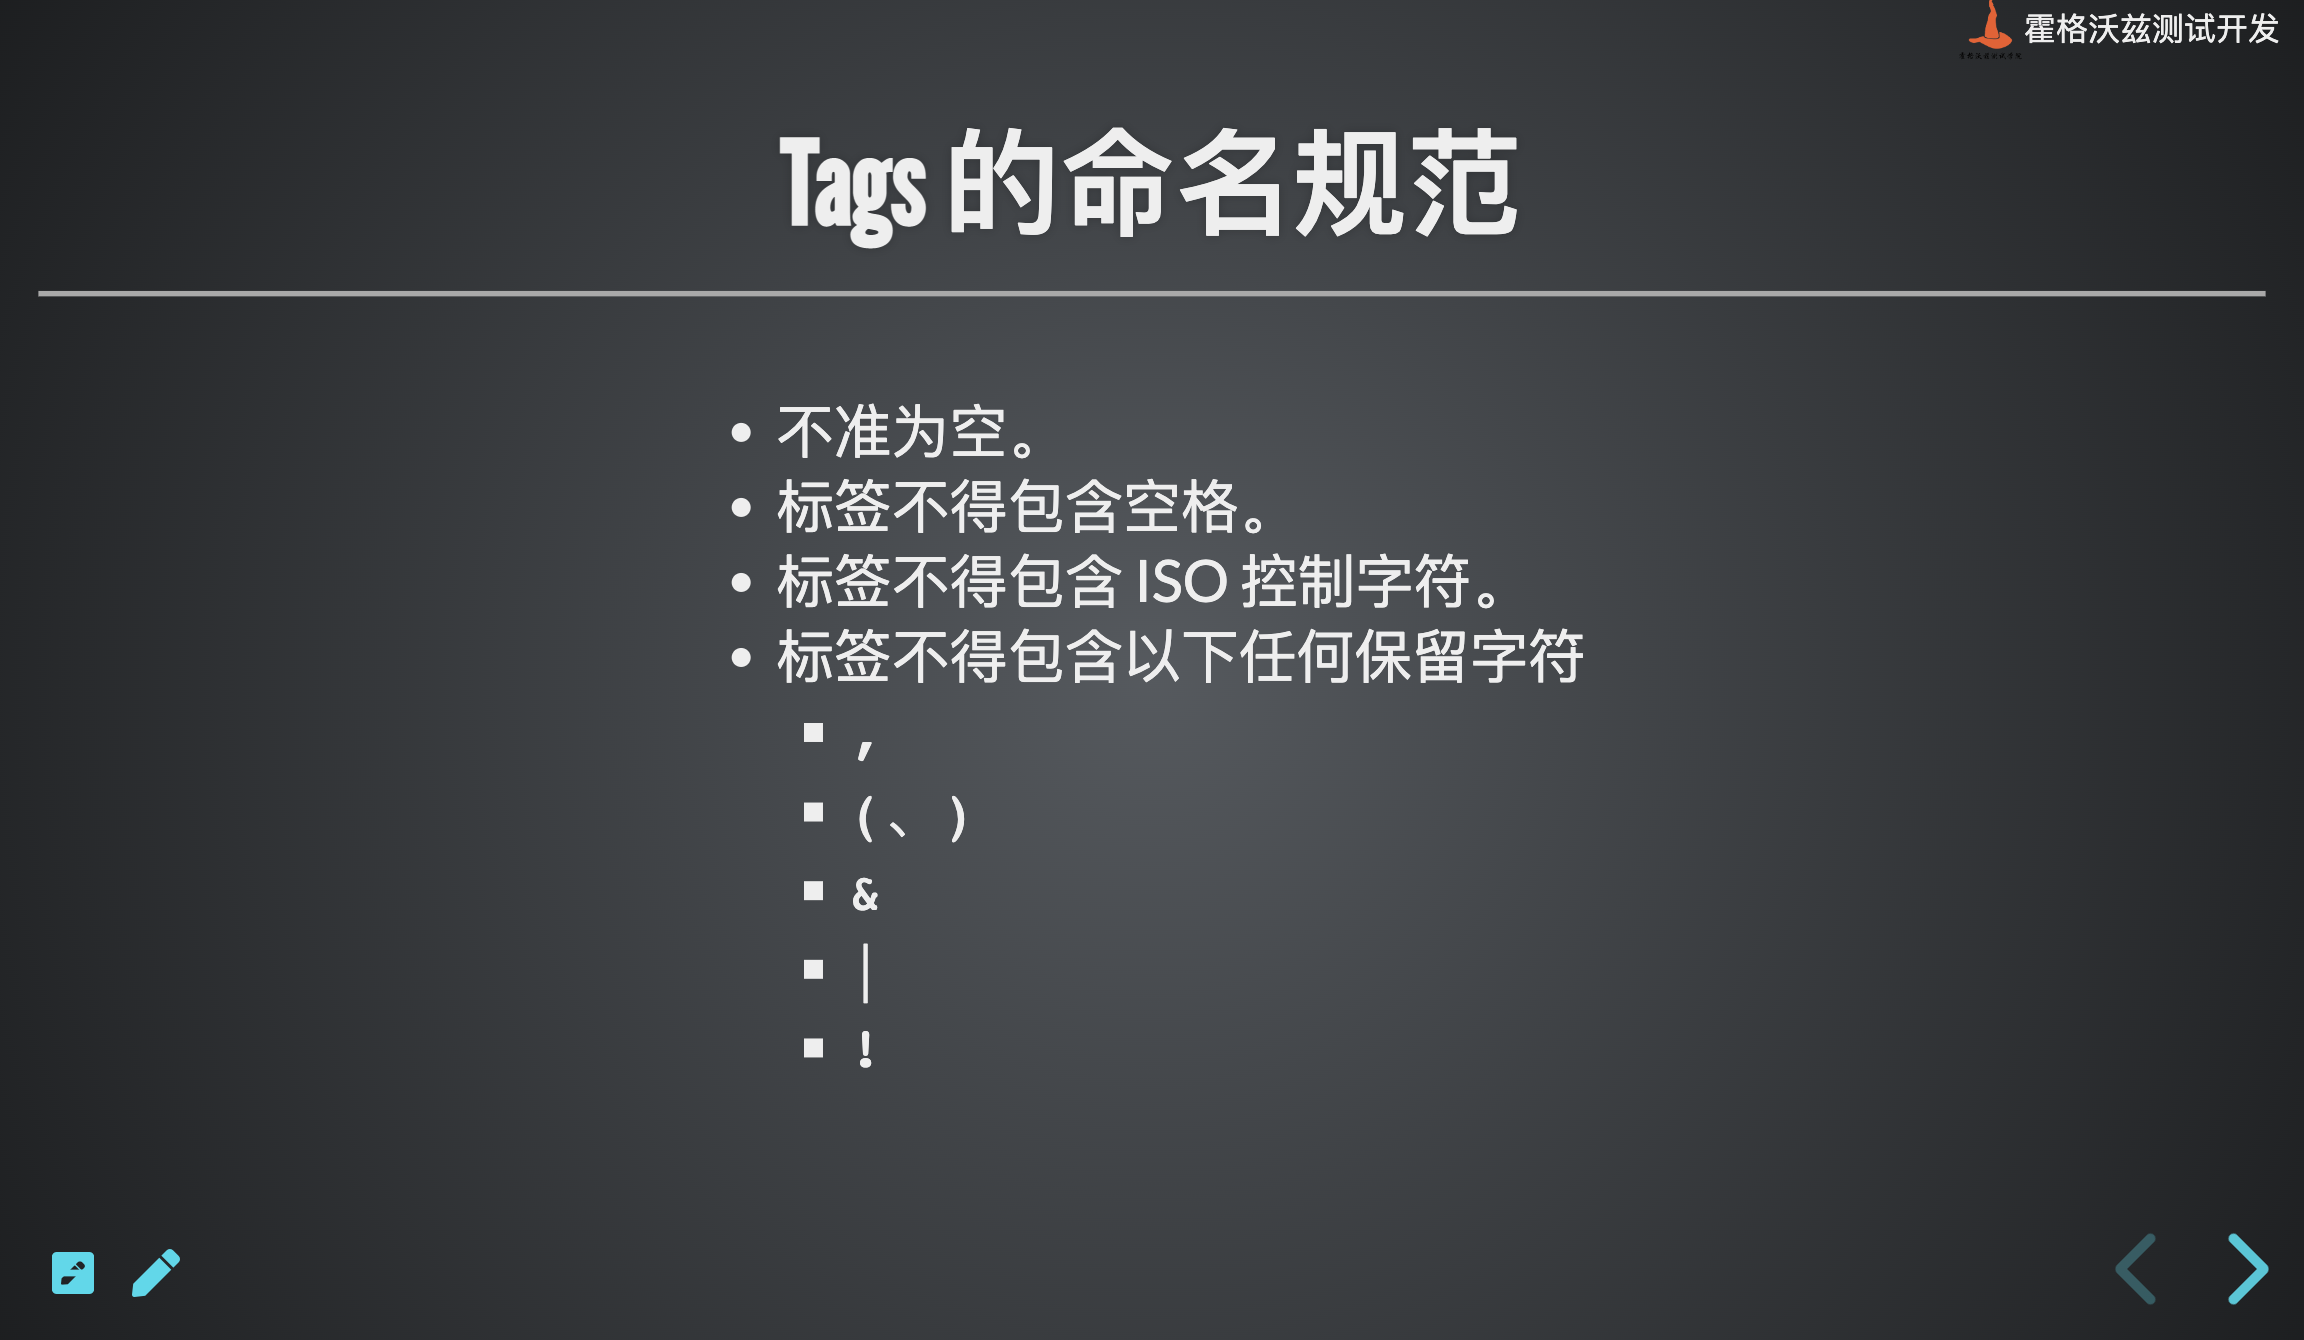 霍格沃兹测试开发
Tags 的命名规范
不准为空。
标签不得包含空格。
标签不得包含 ISO 控制字符。
标签不得包含以下任何保留字符
,
(、)
&
|
!